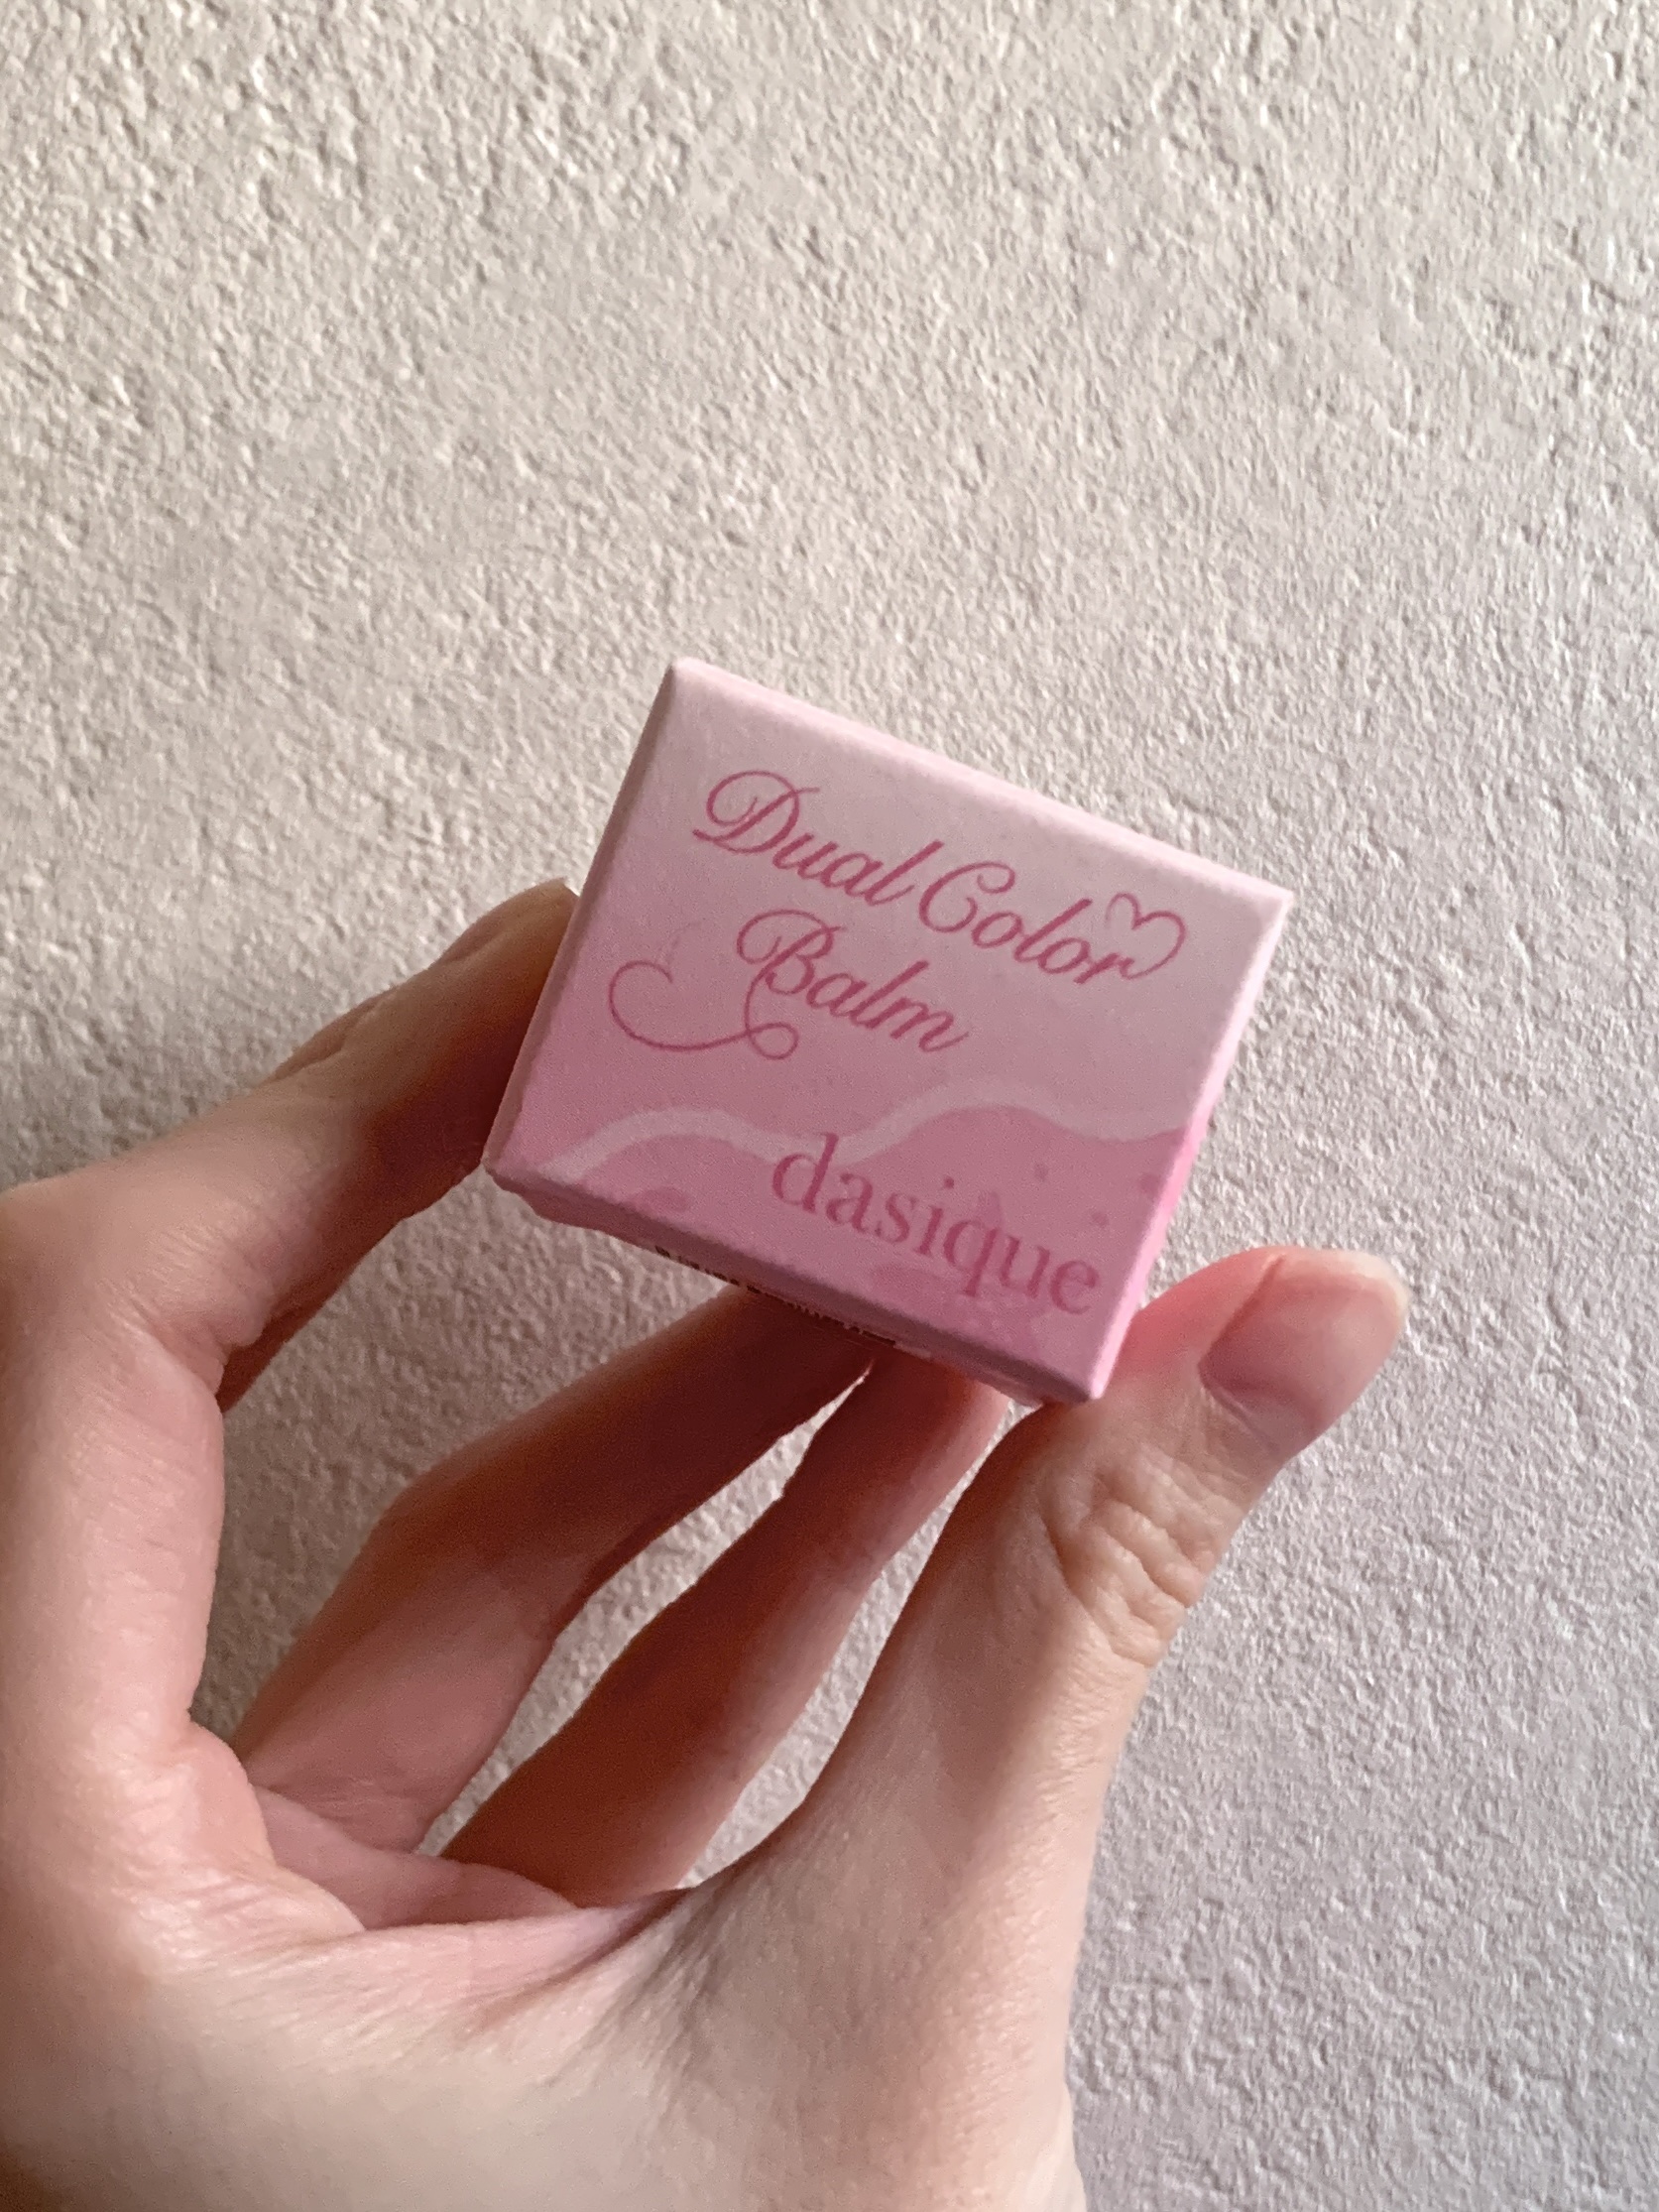 Dual Color
Balm
dasique